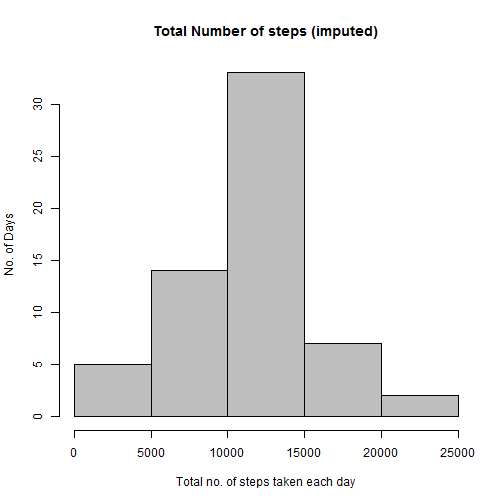 Total Number of steps (imputed)
No. of Days
30
25
20
15
10
5
0
0 5000 10000 15000 20000 25000
Total no. of steps taken each day